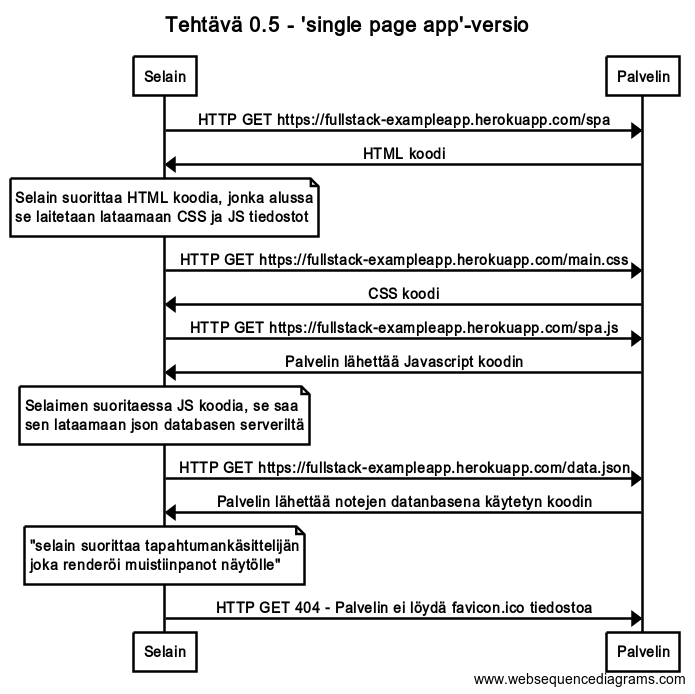 Tehtävä 0.5 - 'single page app'-versio
Selain
Palvelin
HTTP GET https://fullstack-exampleapp.herokuapp.com/spa
HTML koodi
Selain suorittaa HTML koodia, jonka alussa
se laitetaan lataamaan CSS ja JS tiedostot
HTTP GET https://fullstack-exampleapp.herokuapp.com/main.css
CSS koodi
HTTP GET https://fullstack-exampleapp.herokuapp.com/spa.js
Palvelin lähettää Javascript koodin
Selaimen suoritaessa JS koodia, se saa
sen lataamaan json databasen serveriltä
HTTP GET https://fullstack-exampleapp.herokuapp.com/data.json
Palvelin lähettää notejen datanbasena käytetyn koodin
"selain suorittaa tapahtumankäsittelijän
joka renderöi muistiinpanot näytölle"
HTTP GET 404 - Palvelin ei löydä favicon.ico tiedostoa
Selain
Palvelin
www.websequencediagrams.com